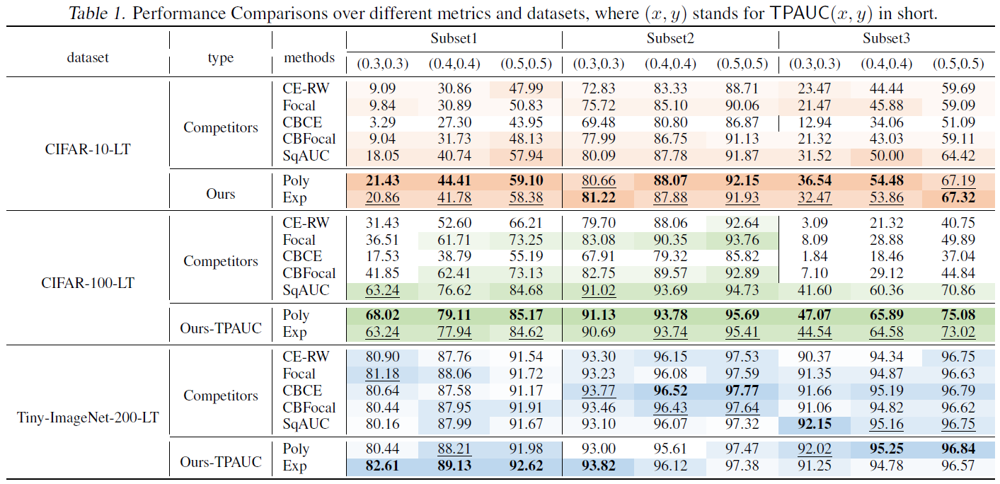 Table 1. Performance Comparisons over different metrics and datasets, where (x, y) stands for TPAUC(x, y) in short.
dataset type methods Subset1 Subset2 Subset3
(0.3,0.3) (0.4,0.4) (0.5,0.5) (0.3,0.3) (0.4,0.4) (0.5,0.5) (0.3,0.3) (0.4,0.4) (0.5,0.5)
CIFAR-10-LT Competitors CE-RW 9.09 30.86 47.99 72.83 83.33 88.71 23.47 44.44 59.69
Focal 9.84 30.89 50.83 75.72 85.10 90.06 21.47 45.88 59.09
CBCE 3.29 27.30 43.95 69.48 80.80 86.87 12.94 34.06 51.09
CBFocal 9.04 31.73 48.13 77.99 86.75 91.13 21.32 43.03 59.11
SqAUC 18.05 40.74 57.94 80.09 87.78 91.87 31.52 50.00 64.42
Ours Poly 21.43 44.41 59.10 80.66 88.07 92.15 36.54 54.48 67.19
Exp 20.86 41.78 58.38 81.22 87.88 91.93 32.47 53.86 67.32
CIFAR-100-LT Competitors CE-RW 31.43 52.60 66.21 79.70 88.06 92.64 3.09 21.32 40.75
Focal 36.51 61.71 73.25 83.08 90.35 93.76 8.09 28.88 49.89
CBCE 17.53 38.79 55.19 67.91 79.32 85.82 1.84 18.46 37.04
CBFocal 41.85 62.41 73.13 82.75 89.57 92.89 7.10 29.12 44.84
SqAUC 63.24 76.62 84.68 91.02 93.69 94.73 41.60 60.36 70.86
Ours-TPAUC Poly 68.02 79.11 85.17 91.13 93.78 95.69 47.07 65.89 75.08
Exp 63.24 77.94 84.62 90.69 93.74 95.41 44.54 64.58 73.02
Tiny-ImageNet-200-LT Competitors CE-RW 80.90 87.76 91.54 93.30 96.15 97.53 90.37 94.34 96.75
Focal 81.18 88.06 91.72 93.23 96.08 97.59 91.35 94.87 96.63
CBCE 80.64 87.58 91.17 93.77 96.52 97.77 91.66 95.19 96.79
CBFocal 80.44 87.95 91.91 93.46 96.43 97.64 91.06 94.82 96.62
SqAUC 80.16 87.99 91.67 93.10 96.07 97.32 92.15 95.16 96.75
Ours-TPAUC Poly 80.44 88.21 91.98 93.00 95.61 97.47 92.02 95.25 96.84
Exp 82.61 89.13 92.62 93.82 96.12 97.38 91.25 94.78 96.57